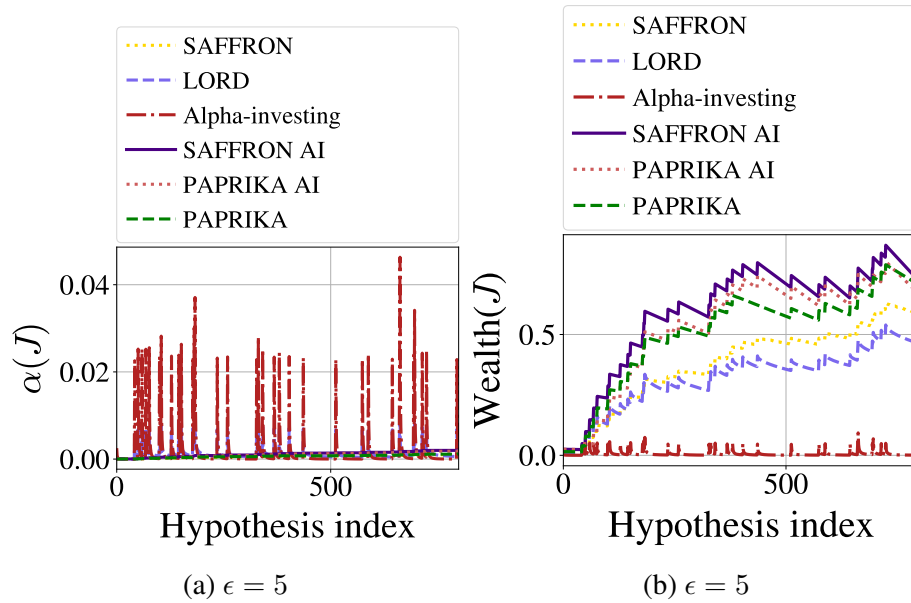 SAFFRON
LORD
Alpha-investing
SAFFRON AI
PAPRIKA AI
PAPRIKA
0.04
0.02
0.00
α(J)
0
500
Hypothesis index
(a) ϵ = 5
SAFFRON
LORD
Alpha-investing
SAFFRON AI
PAPRIKA AI
PAPRIKA
0.5
0.0
Wealth(J)
0
500
Hypothesis index
(b) ϵ = 5